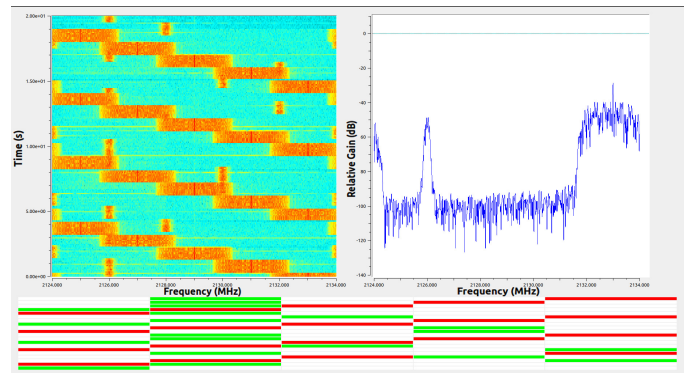 2.00e+01
1.50e+01
1.00e+01
5.00e+00
0.00e+00
Time (s)
2124.000 2126.000 2128.000 2130.000 2132.000 2134.000
Frequency (MHz)
0
-20
-40
-60
-80
-100
-120
-140
Relative Gain (dB)
2124.000 2126.000 2128.000 2130.000 2132.000 2134.000
Frequency (MHz)